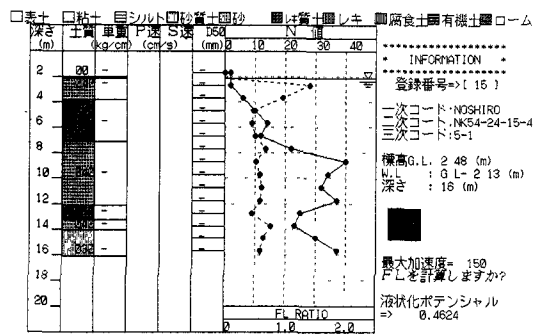 表土 粘土 シルト 砂質土 砂 レキ質土 レキ 腐食土 有機土 ローム
深さ 土質 車重 P速 S速 D50 N 値
(m) (kg/cm) (cm/s) 0 10 20 30 40
2
4
6
8
10
12
14
16
18
20
FL RATIO
0 1.0 2.0
********************
* INFORMATION *
********************
登録番号=>[ 15 ]
一次コード:NOSHIRO
二次コード.NK54-24-15-4
三次コード:5-1
標高G.L. 2 48 (m)
W.L : G L- 2 13 (m)
深さ : 16 (m)
最大加速度= 150
FLを計算しますか?
液状化ポテンシャル
=> 0.4624